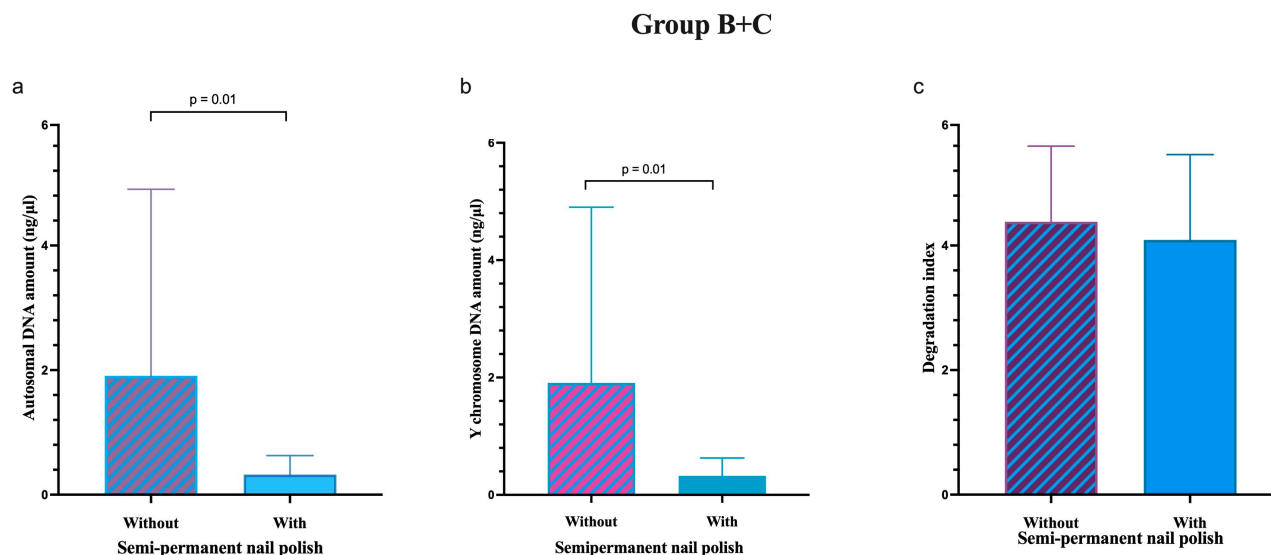 Group B+C
a
p = 0.01
6
4
2
0
Autosomal DNA amount (ng/µl)
Without
With
Semi-permanent nail polish
b
p = 0.01
6
4
2
0
Y chromosome DNA amount (ng/µl)
Without
With
Semipermanent nail polish
c
6
4
2
0
Degradation index
Without
With
Semi-permanent nail polish